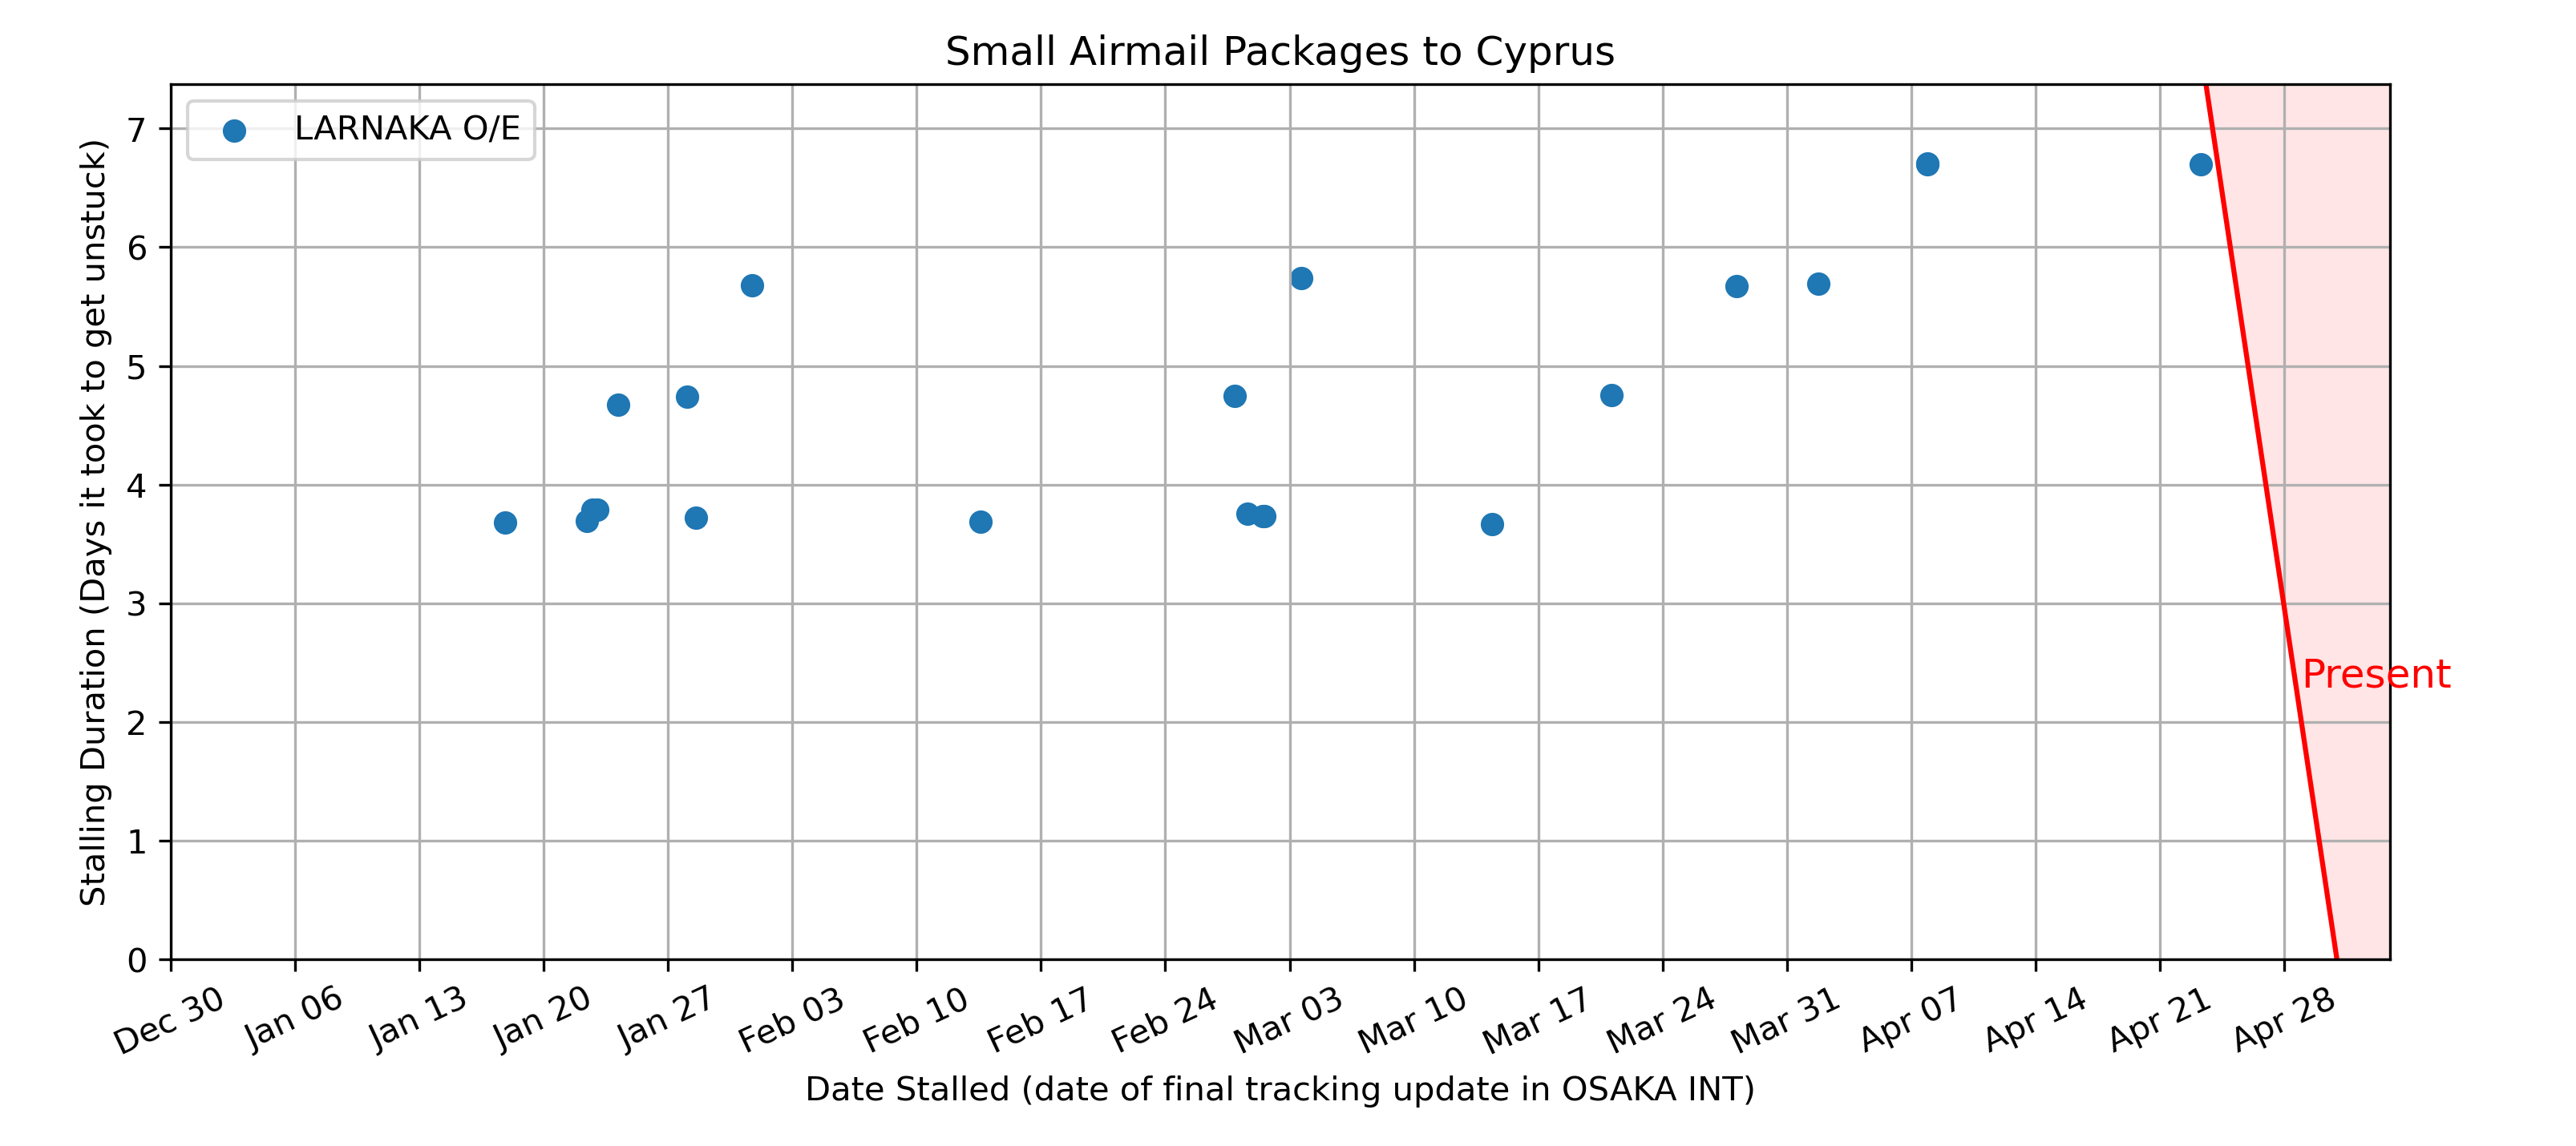 Small Airmail Packages to Cyprus
LARNAKA O/E
Stalling Duration (Days it took to get unstuck)
7
6
5
4
3
2
1
0
Present
Dec 30
Jan 06
Jan 13
Jan 20
Jan 27
Feb 03
Feb 10
Feb 17
Feb 24
Mar 03
Mar 10
Mar 17
Mar 24
Mar 31
Apr 07
Apr 14
Apr 21
Apr 28
Date Stalled (date of final tracking update in OSAKA INT)